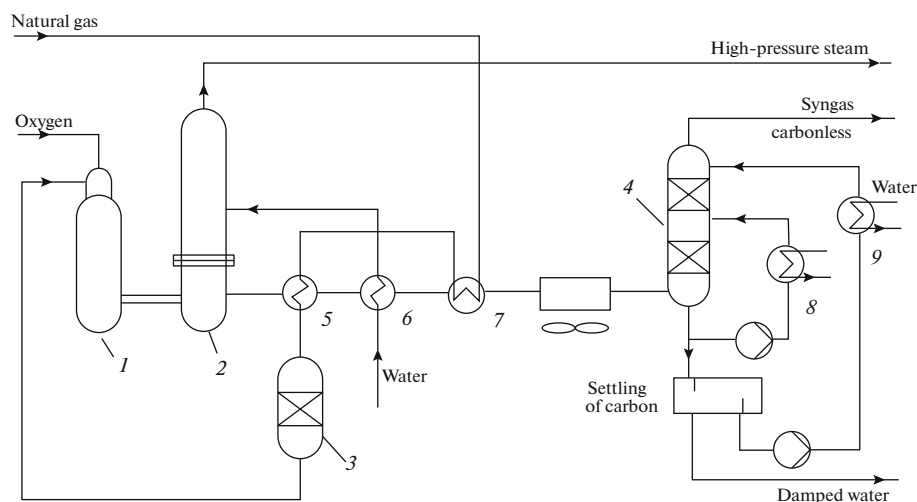 Natural gas
High-pressure steam
Syngas
carbonless
Oxygen
4
Water
9
5
6
7
8
1
2
Water
Settling
of carbon
3
Damped water